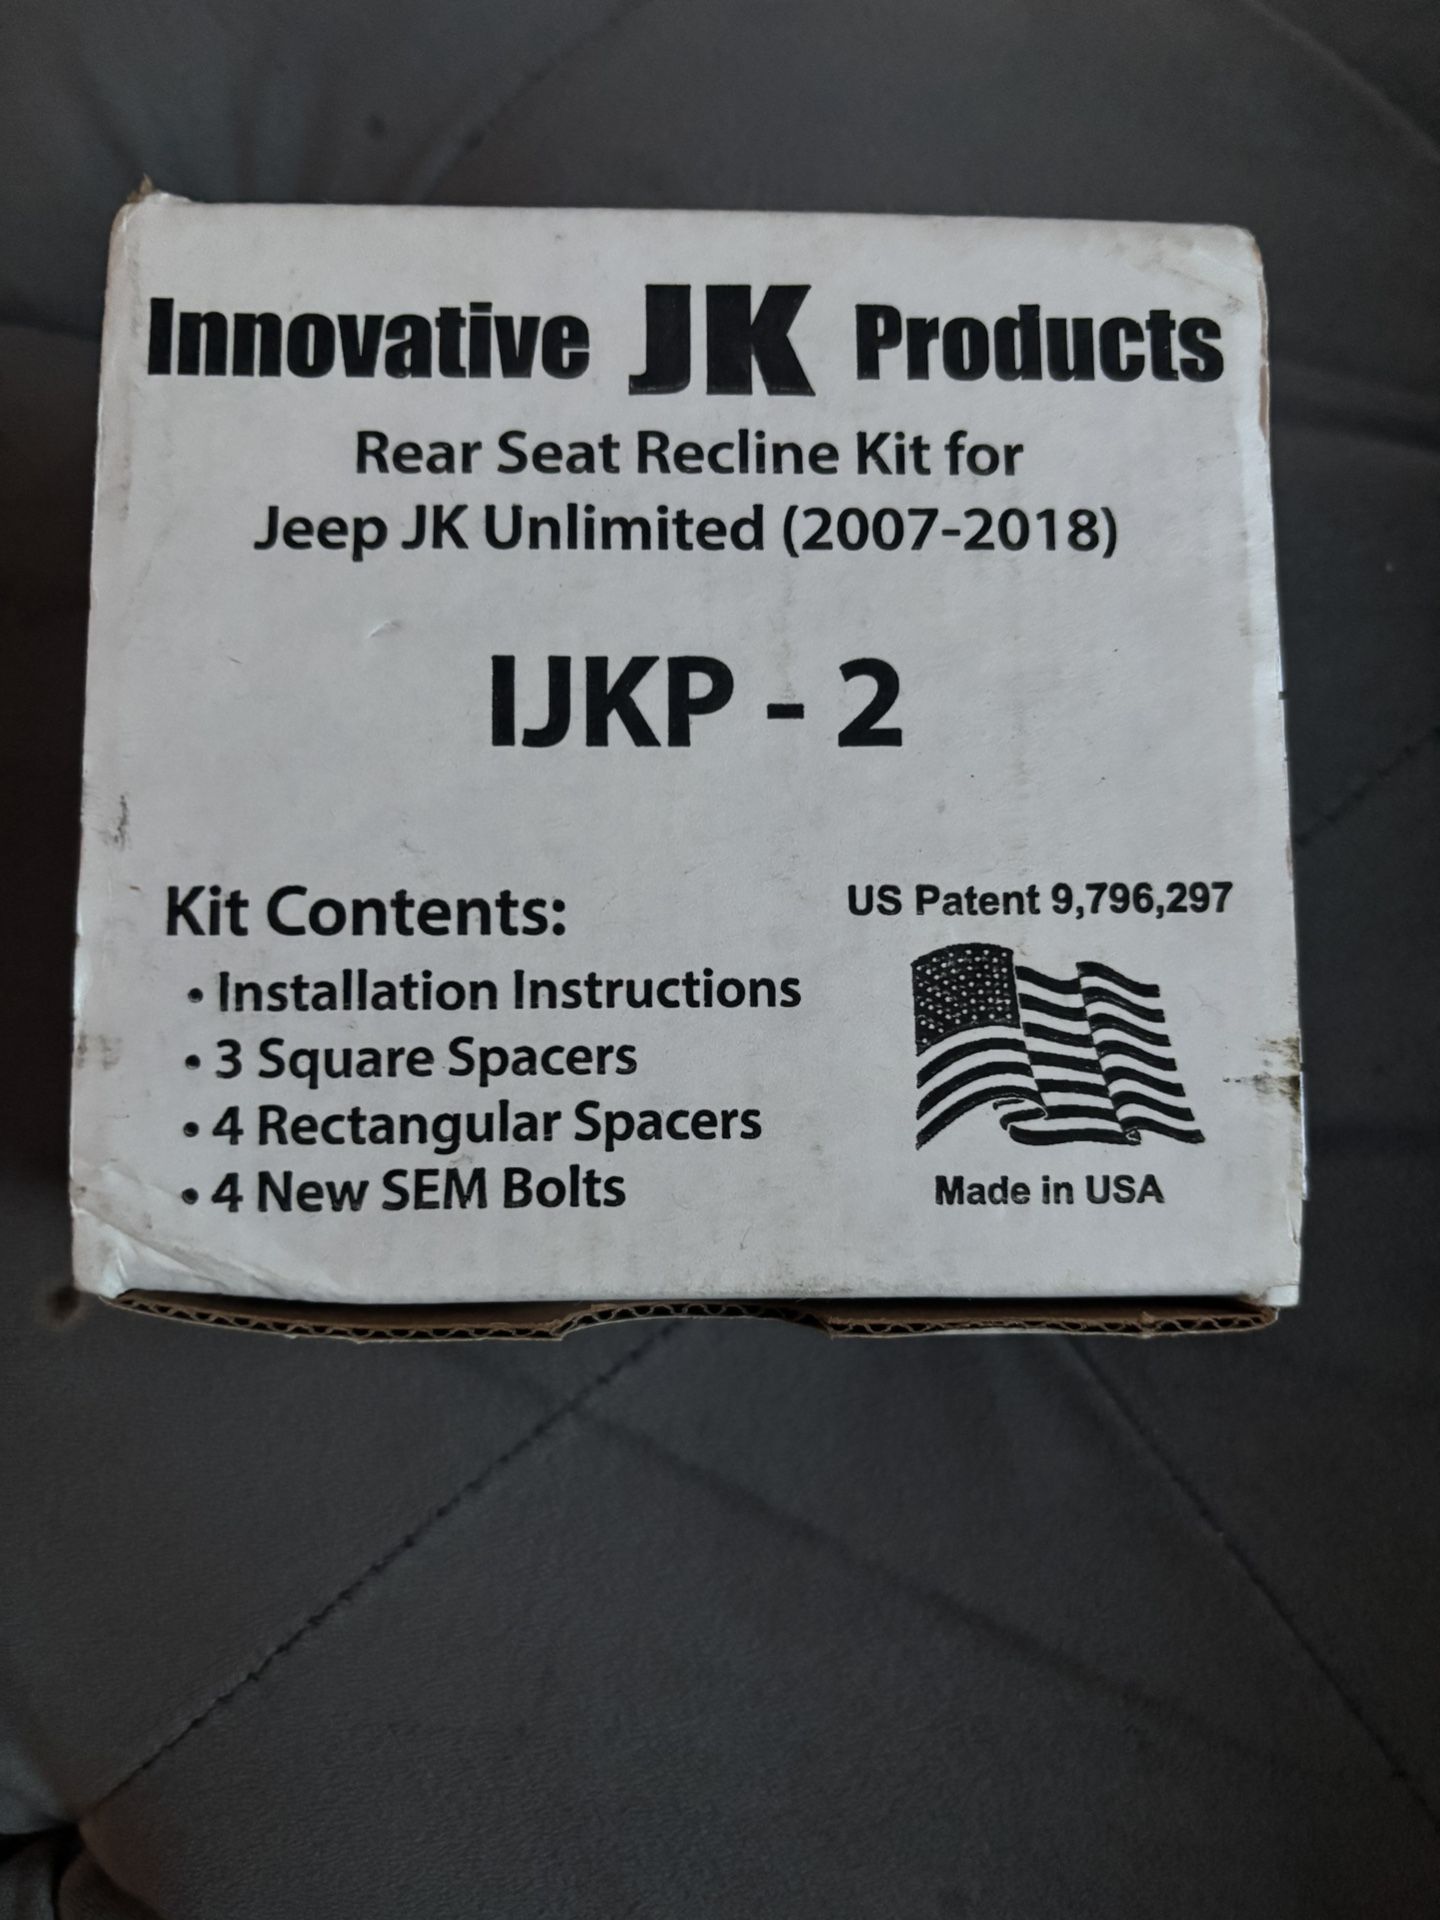 Innovative JK Products
Rear Seat Recline Kit for
Jeep JK Unlimited (2007-2018)
IJKP - 2
Kit Contents:
• Installation Instructions
• 3 Square Spacers
• 4 Rectangular Spacers
• 4 New SEM Bolts
US Patent 9,796,297
Made in USA